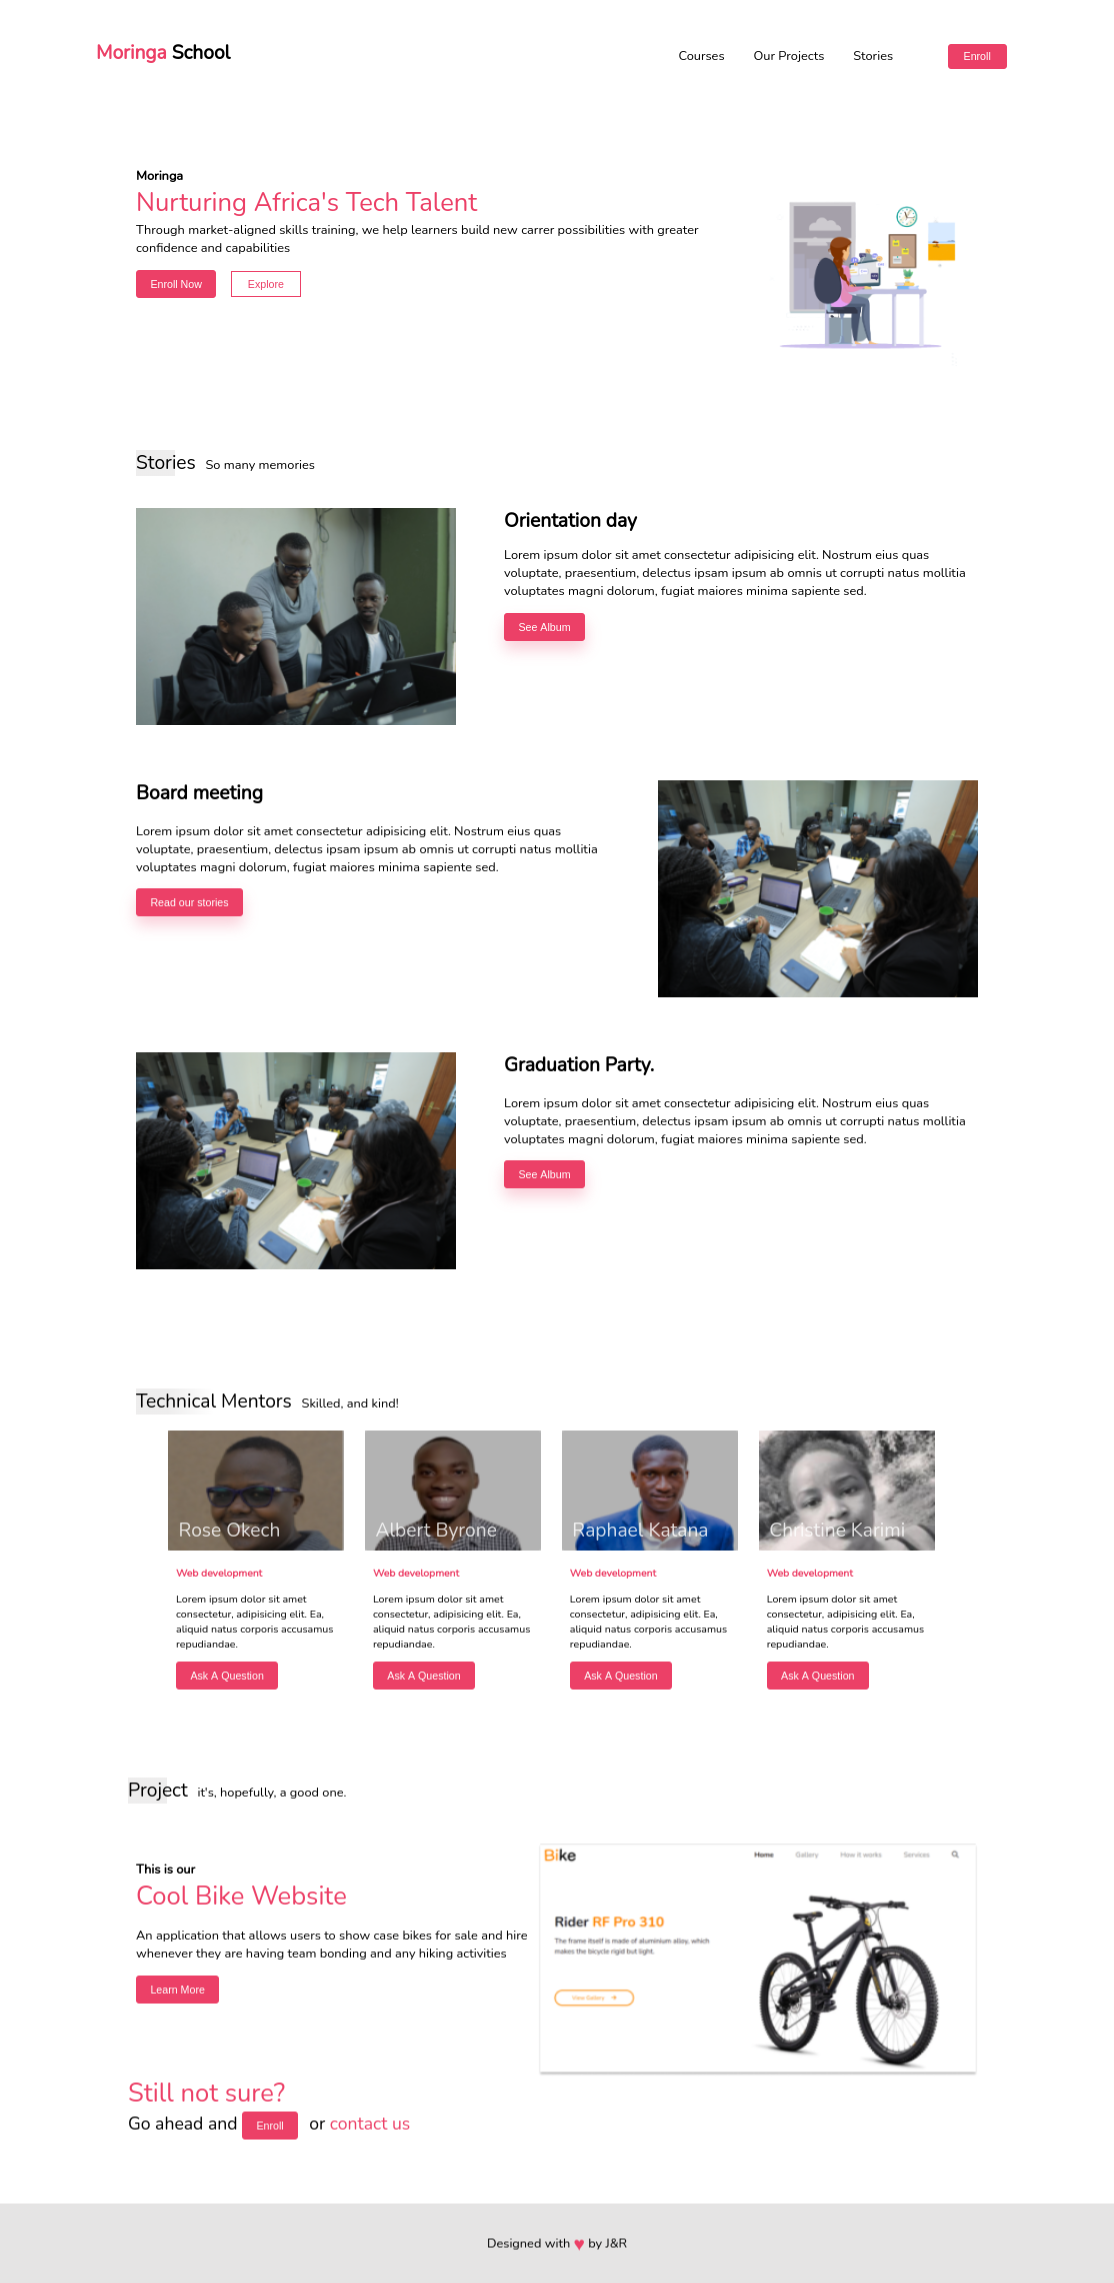 Moringa School
Courses Our Projects Stories Enroll
Moringa
Nurturing Africa's Tech Talent
Through market-aligned skills training, we help learners build new carrer possibilities with greater
confidence and capabilities
Enroll Now Explore
Stories So many memories
Orientation day
Lorem ipsum dolor sit amet consectetur adipisicing elit. Nostrum eius quas
voluptate, praesentium, delectus ipsam ipsum ab omnis ut corrupti natus mollitia
voluptates magni dolorum, fugiat maiores minima sapiente sed.
See Album
Board meeting
Lorem ipsum dolor sit amet consectetur adipisicing elit. Nostrum eius quas
voluptate, praesentium, delectus ipsam ipsum ab omnis ut corrupti natus mollitia
voluptates magni dolorum, fugiat maiores minima sapiente sed.
Read our stories
Graduation Party.
Lorem ipsum dolor sit amet consectetur adipisicing elit. Nostrum eius quas
voluptate, praesentium, delectus ipsam ipsum ab omnis ut corrupti natus mollitia
voluptates magni dolorum, fugiat maiores minima sapiente sed.
See Album
Technical Mentors Skilled, and kind!
Rose Okech
Web development
Lorem ipsum dolor sit amet
consectetur, adipisicing elit. Ea,
aliquid natus corporis accusamus
repudiandae.
Ask A Question
Albert Byrone
Web development
Lorem ipsum dolor sit amet
consectetur, adipisicing elit. Ea,
aliquid natus corporis accusamus
repudiandae.
Ask A Question
Raphael Katana
Web development
Lorem ipsum dolor sit amet
consectetur, adipisicing elit. Ea,
aliquid natus corporis accusamus
repudiandae.
Ask A Question
Christine Karimi
Web development
Lorem ipsum dolor sit amet
consectetur, adipisicing elit. Ea,
aliquid natus corporis accusamus
repudiandae.
Ask A Question
Project it's, hopefully, a good one.
This is our
Cool Bike Website
An application that allows users to show case bikes for sale and hire
whenever they are having team bonding and any hiking activities
Learn More
Bike Home Gallery How it works Services
Rider RF Pro 310
The frame itself is made of aluminium alloy, which
makes the bicycle rigid but light.
View Gallery →
Still not sure?
Go ahead and Enroll or contact us
Designed with ♥ by J&R